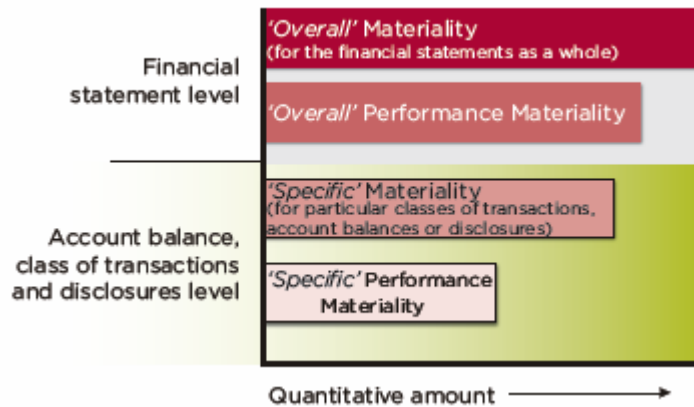 'Overall' Materiality
(for the financial statements as a whole)
Financial
statement level
'Overall' Performance Materiality
'Specific' Materiality
(for particular classes of transactions,
account balances or disclosures)
Account balance,
class of transactions
and disclosures level
'Specific' Performance
Materiality
Quantitative amount